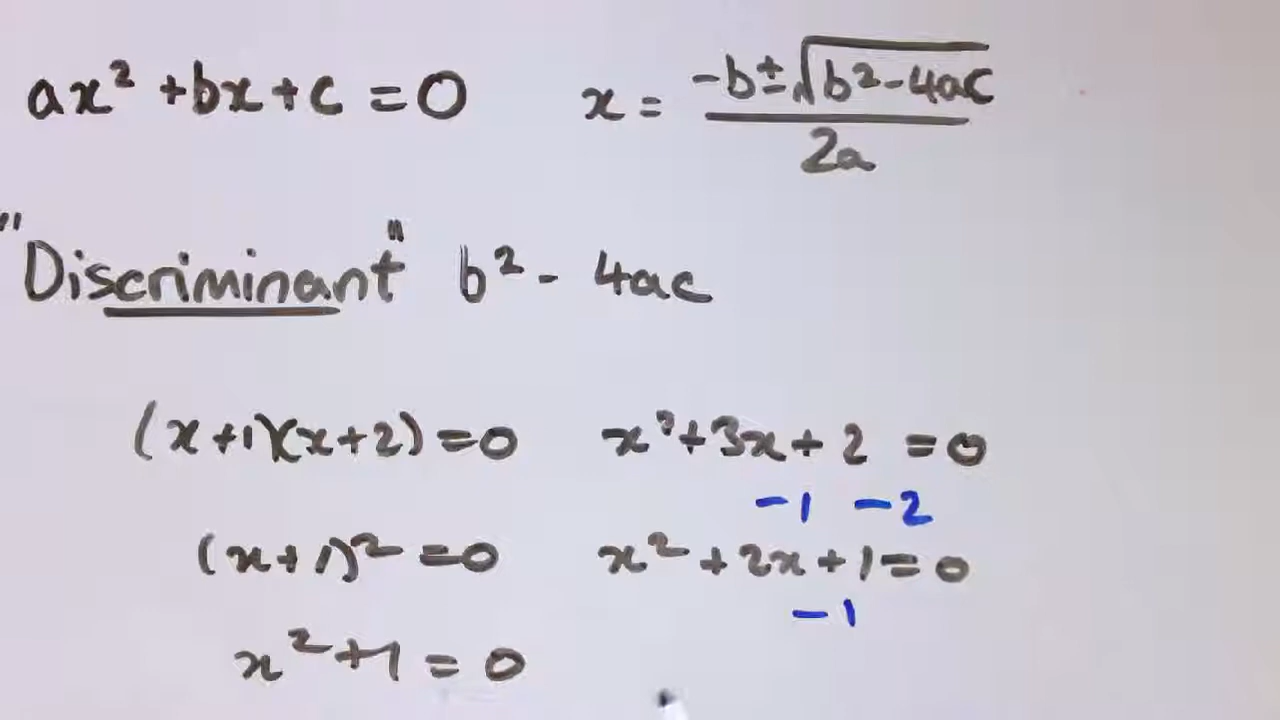 ax² + bx + c = 0 x = (-b ± √(b² - 4ac)) / 2a
"Discriminant" b² - 4ac
(x+1)(x+2) = 0 x² + 3x + 2 = 0
-1 -2
(x+1)² = 0 x² + 2x + 1 = 0
-1
x² + 1 = 0